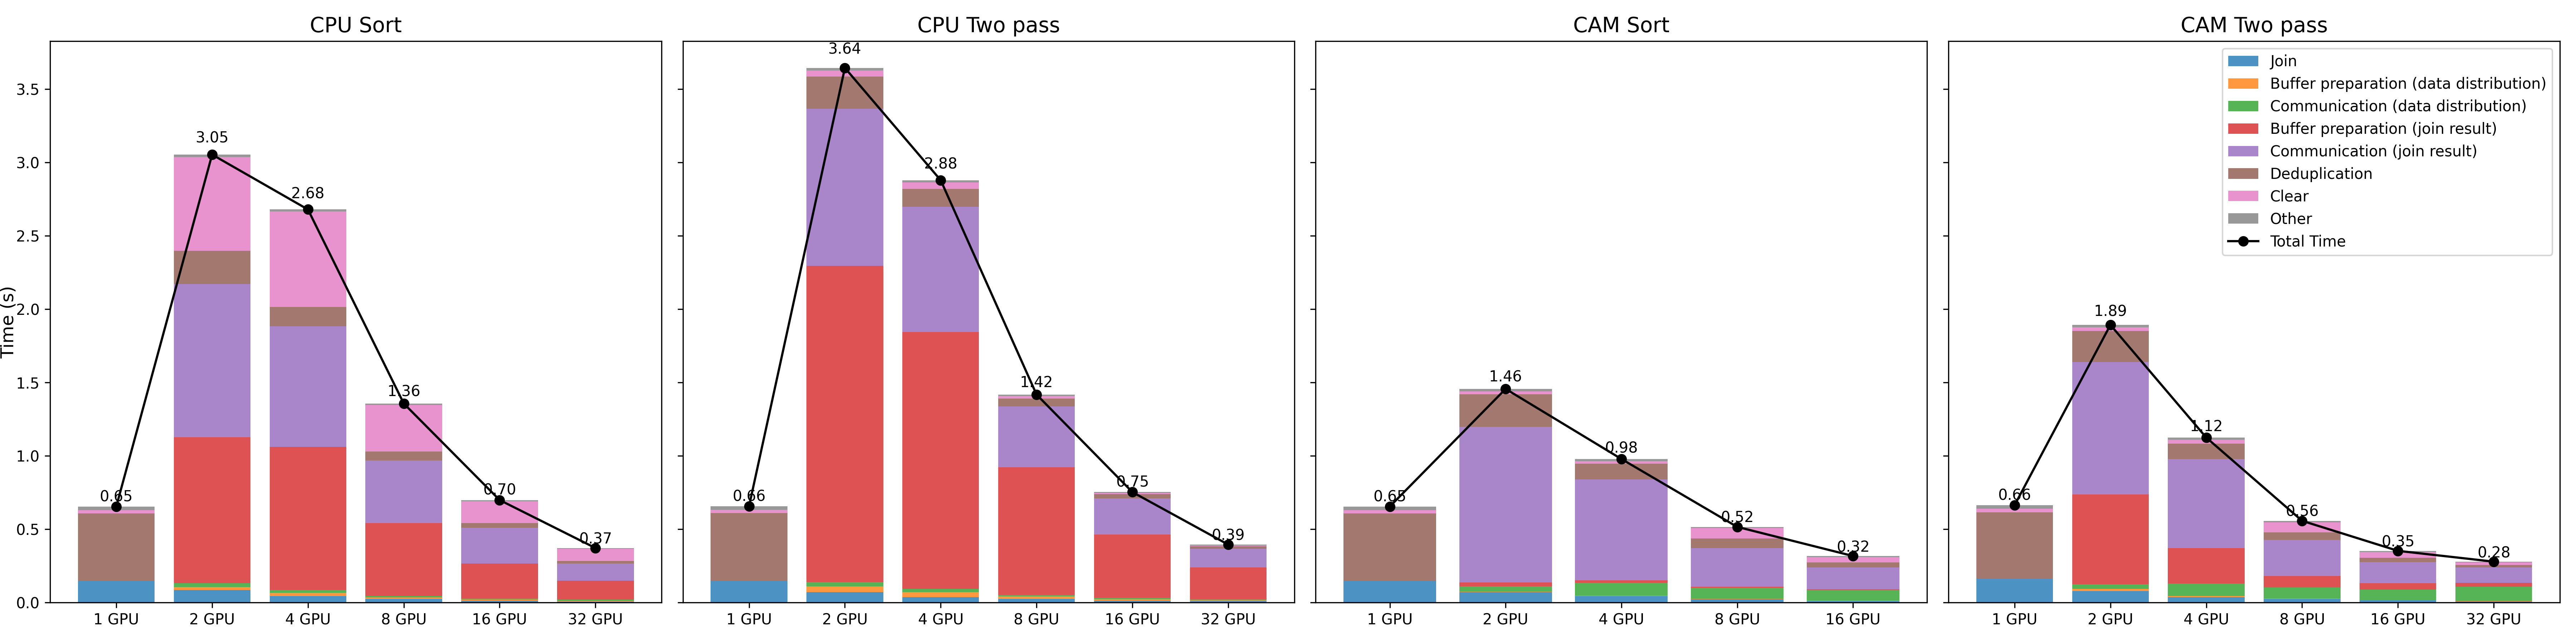 CPU Sort
CPU Two pass
CAM Sort
CAM Two pass
Time (s)
3.5
3.0
2.5
2.0
1.5
1.0
0.5
0.0
0.65
3.05
2.68
1.36
0.70
0.37
1 GPU
2 GPU
4 GPU
8 GPU
16 GPU
32 GPU
0.66
3.64
2.88
1.42
0.75
0.39
1 GPU
2 GPU
4 GPU
8 GPU
16 GPU
32 GPU
0.65
1.46
0.98
0.52
0.32
1 GPU
2 GPU
4 GPU
8 GPU
16 GPU
Join
Buffer preparation (data distribution)
Communication (data distribution)
Buffer preparation (join result)
Communication (join result)
Deduplication
Clear
Other
Total Time
0.66
1.89
1.12
0.56
0.35
0.28
1 GPU
2 GPU
4 GPU
8 GPU
16 GPU
32 GPU